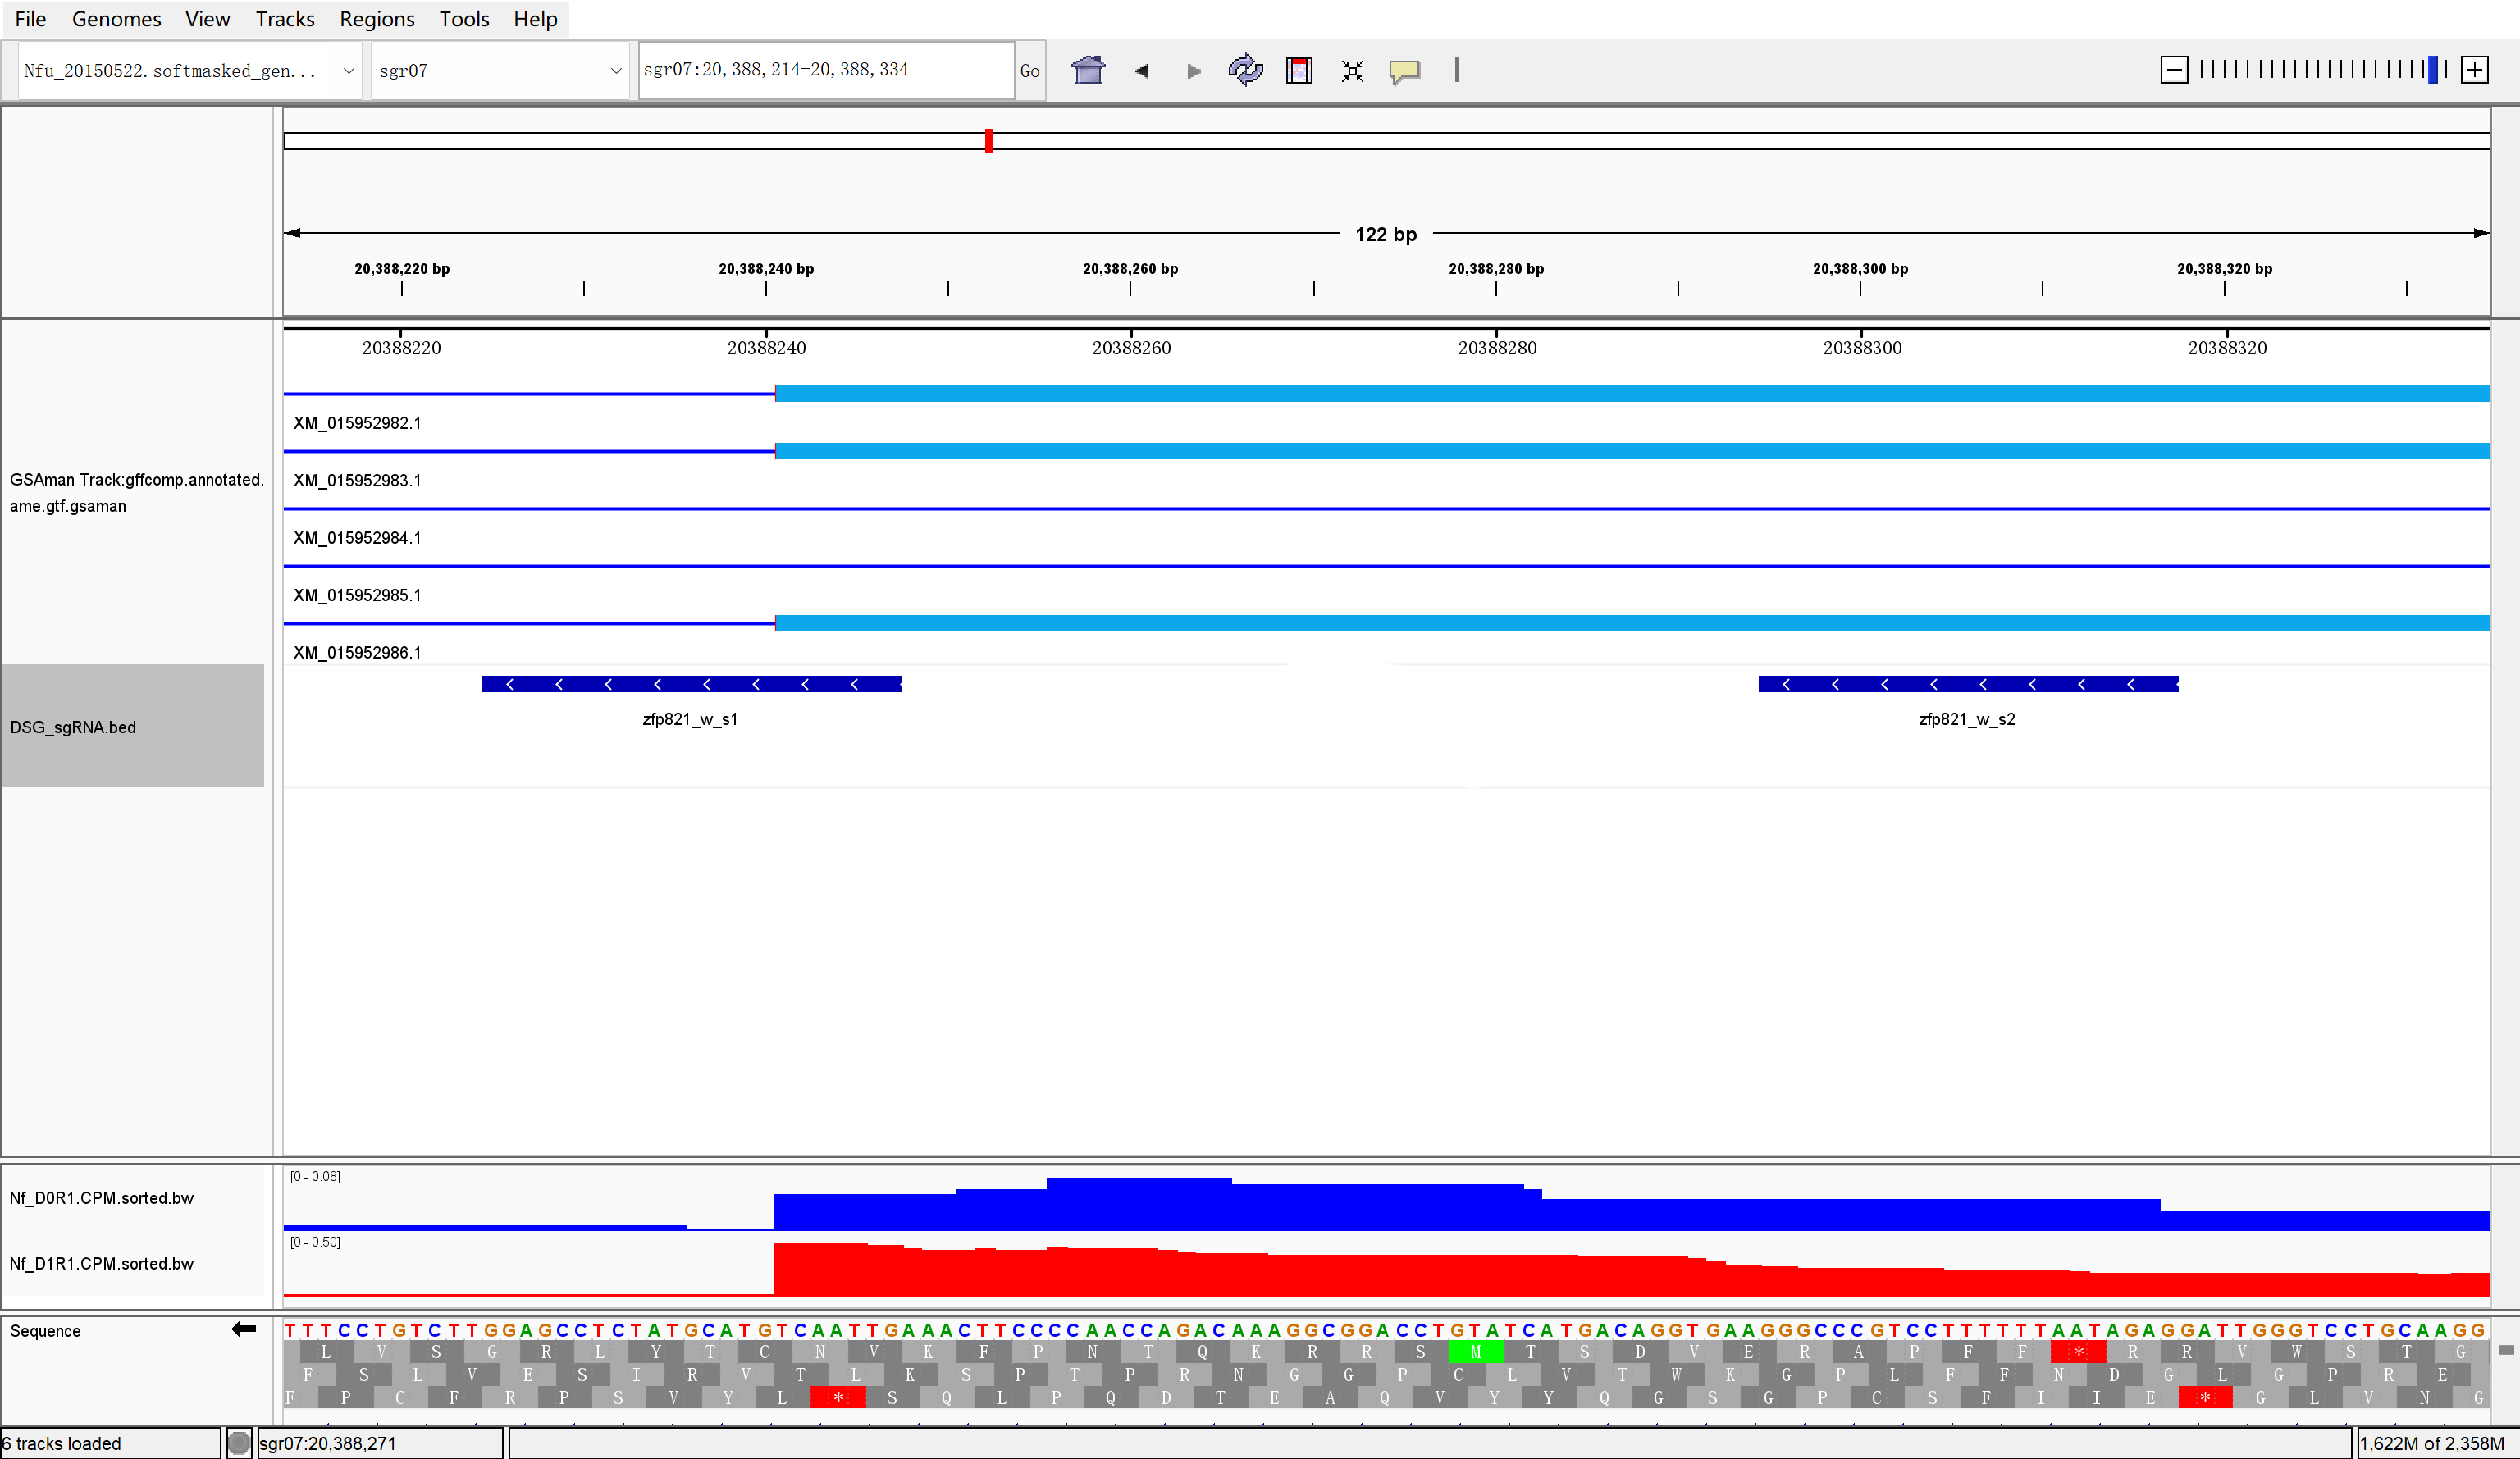 File Genomes View Tracks Regions Tools Help
Nfu_20150522.softmasked_gen... sgr07 sgr07:20,388,214-20,388,334 Go
122 bp
20,388,220 bp 20,388,240 bp 20,388,260 bp 20,388,280 bp 20,388,300 bp 20,388,320 bp
20388220 20388240 20388260 20388280 20388300 20388320
XM_015952982.1
GSAman Track:gffcomp.annotated.
ame.gtf.gsaman
XM_015952983.1
XM_015952984.1
XM_015952985.1
XM_015952986.1
DSG_sgRNA.bed
zfp821_w_s1 zfp821_w_s2
[0 - 0.08]
Nf_D0R1.CPM.sorted.bw
[0 - 0.50]
Nf_D1R1.CPM.sorted.bw
Sequence TTTCCTGTCTTGGAGCCTCTATGCATGTCAATTGAAACTTCCCCAACCAGACAAAGGCGGACCTGTATCATGACAGGTGAAGGGCCCGTCCTTTTTTAATAGAGGATTGGGTCCTGCAAGG
L V S G R L Y T C N V K F P N T Q K R R S M T S D V E R A P F F * R R V W S T G
F S L V E S I R V T L K S P T P R N G G P C L V T W K G P L F F N D G L G P R E
F P C F R P S V Y L * S Q L P Q D T E A Q V Y Y Q G S G P C S F I I E * G L V N G
6 tracks loaded sgr07:20,388,271 1,622M of 2,358M